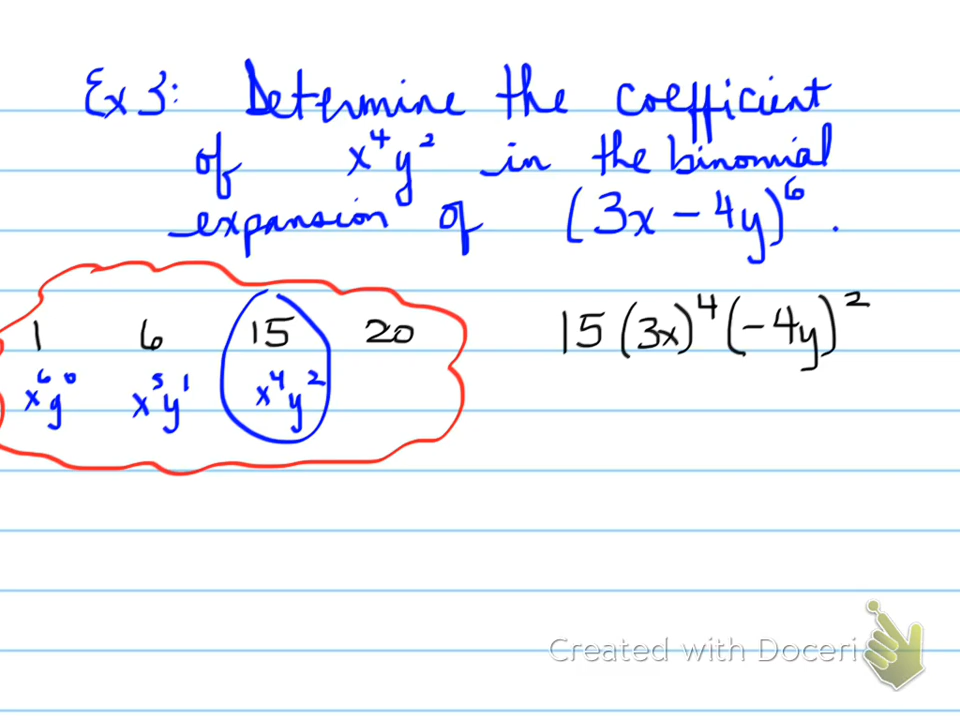 Ex 3: Determine the coefficient
of x⁴y² in the binomial
expansion of (3x − 4y)⁶.
1 6 15 20
x⁶y⁰ x⁵y¹ x⁴y²
15(3x)⁴(−4y)²
Created with Doceri